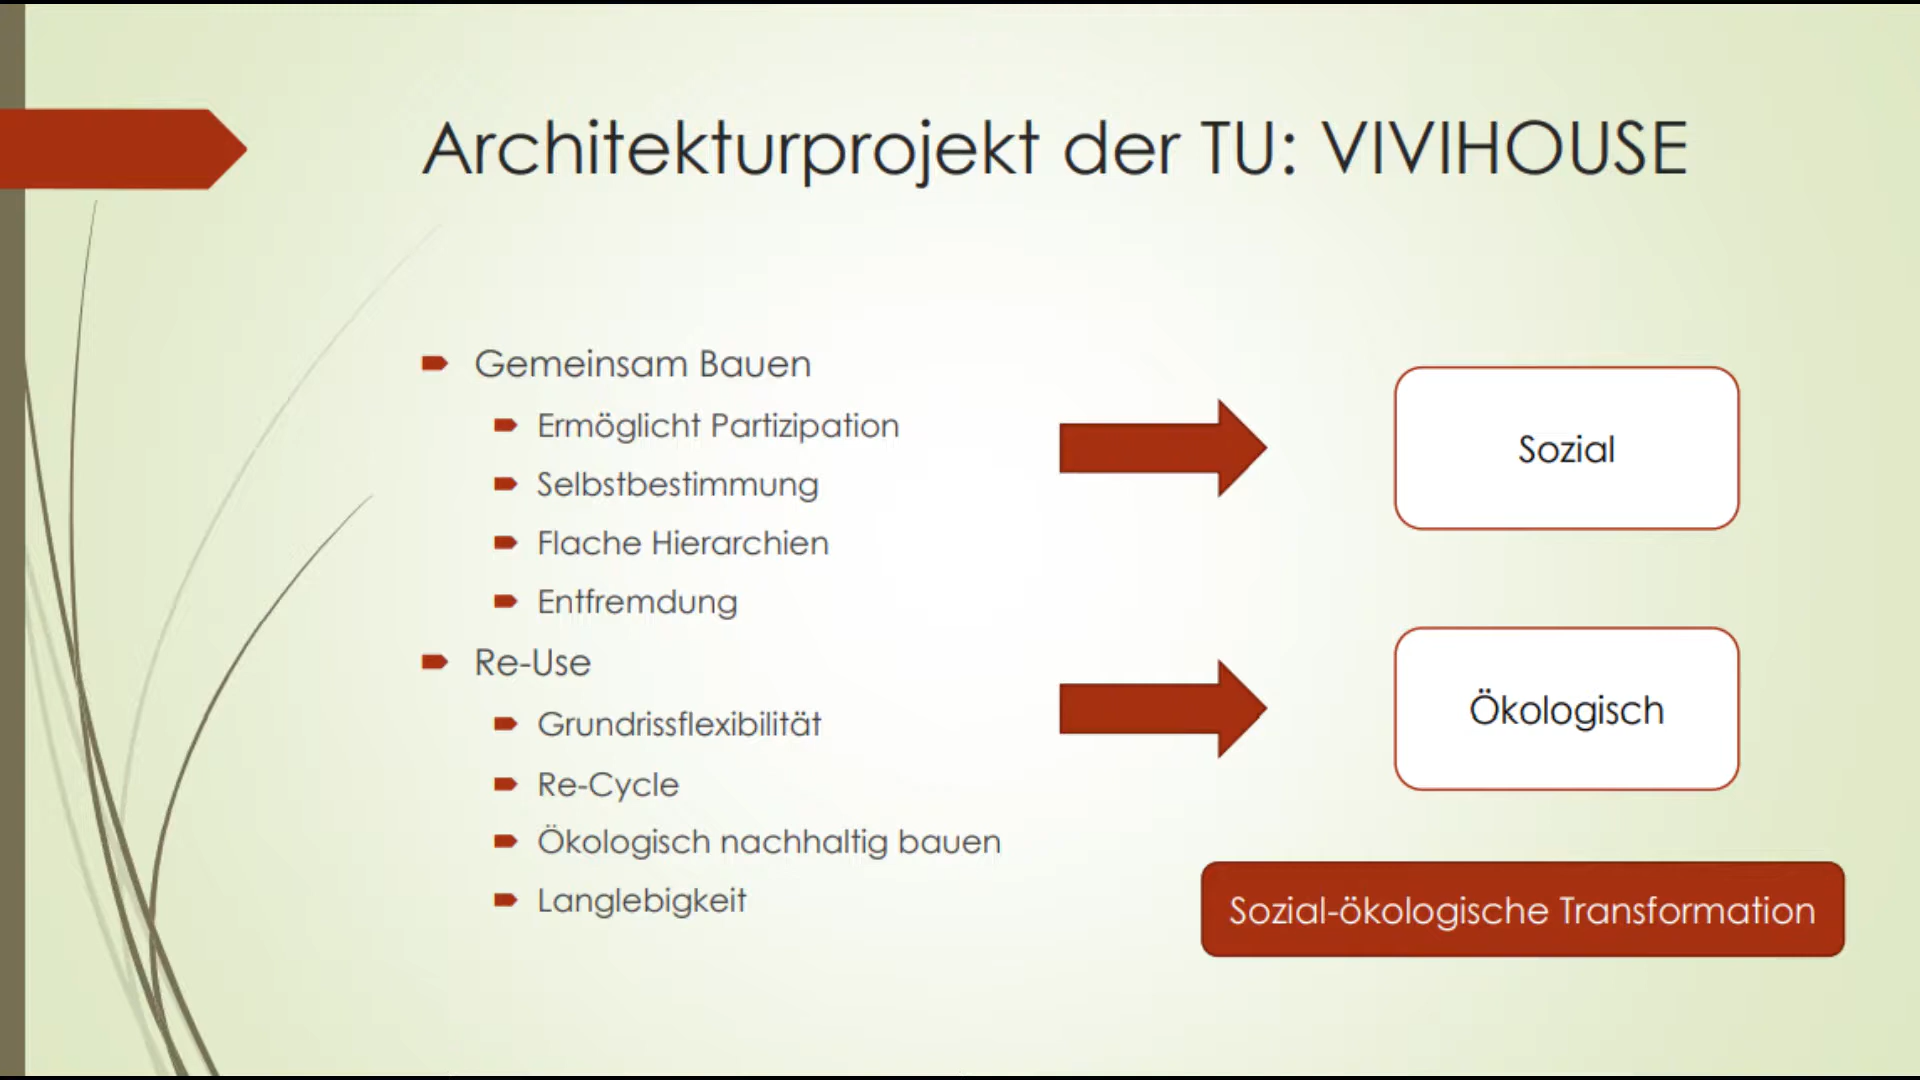 Architekturprojekt der TU: VIVIHOUSE
Gemeinsam Bauen
Ermöglicht Partizipation
Selbstbestimmung
Flache Hierarchien
Entfremdung
Re-Use
Grundrissflexibilität
Re-Cycle
Ökologisch nachhaltig bauen
Langlebigkeit
Sozial
Ökologisch
Sozial-ökologische Transformation